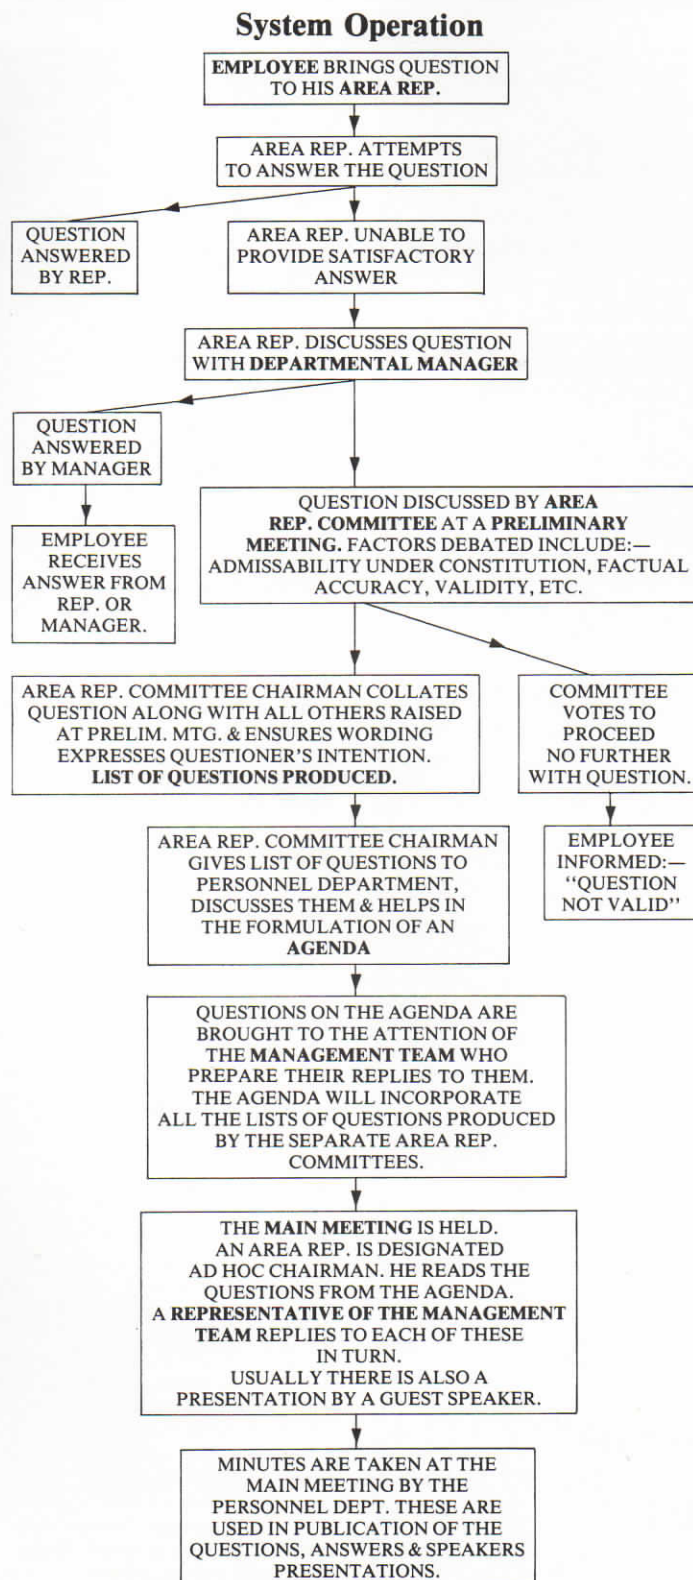 System Operation
EMPLOYEE BRINGS QUESTION
TO HIS AREA REP.
AREA REP. ATTEMPTS
TO ANSWER THE QUESTION
QUESTION
ANSWERED
BY REP.
AREA REP. UNABLE TO
PROVIDE SATISFACTORY
ANSWER
AREA REP. DISCUSSES QUESTION
WITH DEPARTMENTAL MANAGER
QUESTION
ANSWERED
BY MANAGER
EMPLOYEE
RECEIVES
ANSWER FROM
REP. OR
MANAGER.
QUESTION DISCUSSED BY AREA
REP. COMMITTEE AT A PRELIMINARY
MEETING. FACTORS DEBATED INCLUDE:—
ADMISSABILITY UNDER CONSTITUTION, FACTUAL
ACCURACY, VALIDITY, ETC.
AREA REP. COMMITTEE CHAIRMAN COLLATES
QUESTION ALONG WITH ALL OTHERS RAISED
AT PRELIM. MTG. & ENSURES WORDING
EXPRESSES QUESTIONER'S INTENTION.
LIST OF QUESTIONS PRODUCED.
COMMITTEE
VOTES TO
PROCEED
NO FURTHER
WITH QUESTION.
EMPLOYEE
INFORMED:—
“QUESTION
NOT VALID”
AREA REP. COMMITTEE CHAIRMAN
GIVES LIST OF QUESTIONS TO
PERSONNEL DEPARTMENT,
DISCUSSES THEM & HELPS IN
THE FORMULATION OF AN
AGENDA
QUESTIONS ON THE AGENDA ARE
BROUGHT TO THE ATTENTION OF
THE MANAGEMENT TEAM WHO
PREPARE THEIR REPLIES TO THEM.
THE AGENDA WILL INCORPORATE
ALL THE LISTS OF QUESTIONS PRODUCED
BY THE SEPARATE AREA REP.
COMMITTEES.
THE MAIN MEETING IS HELD.
AN AREA REP. IS DESIGNATED
AD HOC CHAIRMAN. HE READS THE
QUESTIONS FROM THE AGENDA.
A REPRESENTATIVE OF THE MANAGEMENT
TEAM REPLIES TO EACH OF THESE
IN TURN.
USUALLY THERE IS ALSO A
PRESENTATION BY A GUEST SPEAKER.
MINUTES ARE TAKEN AT THE
MAIN MEETING BY THE
PERSONNEL DEPT. THESE ARE
USED IN PUBLICATION OF THE
QUESTIONS, ANSWERS & SPEAKERS
PRESENTATIONS.